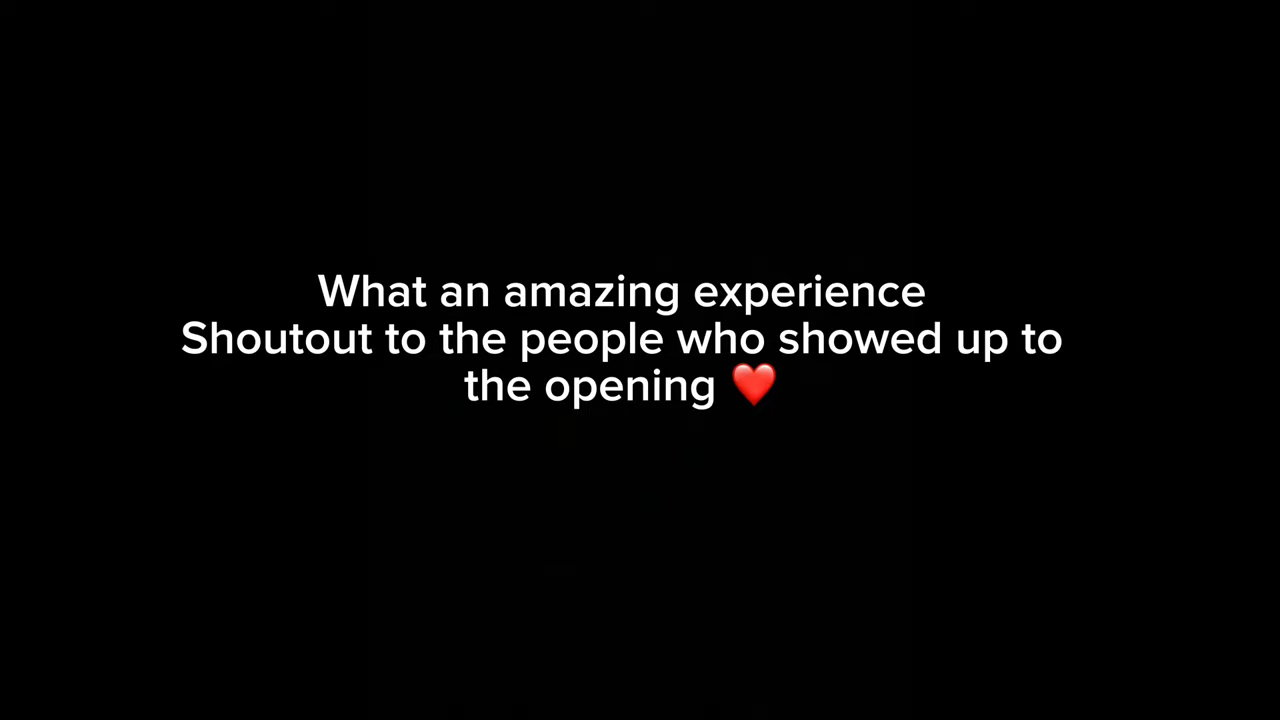 What an amazing experience
Shoutout to the people who showed up to
the opening ❤️